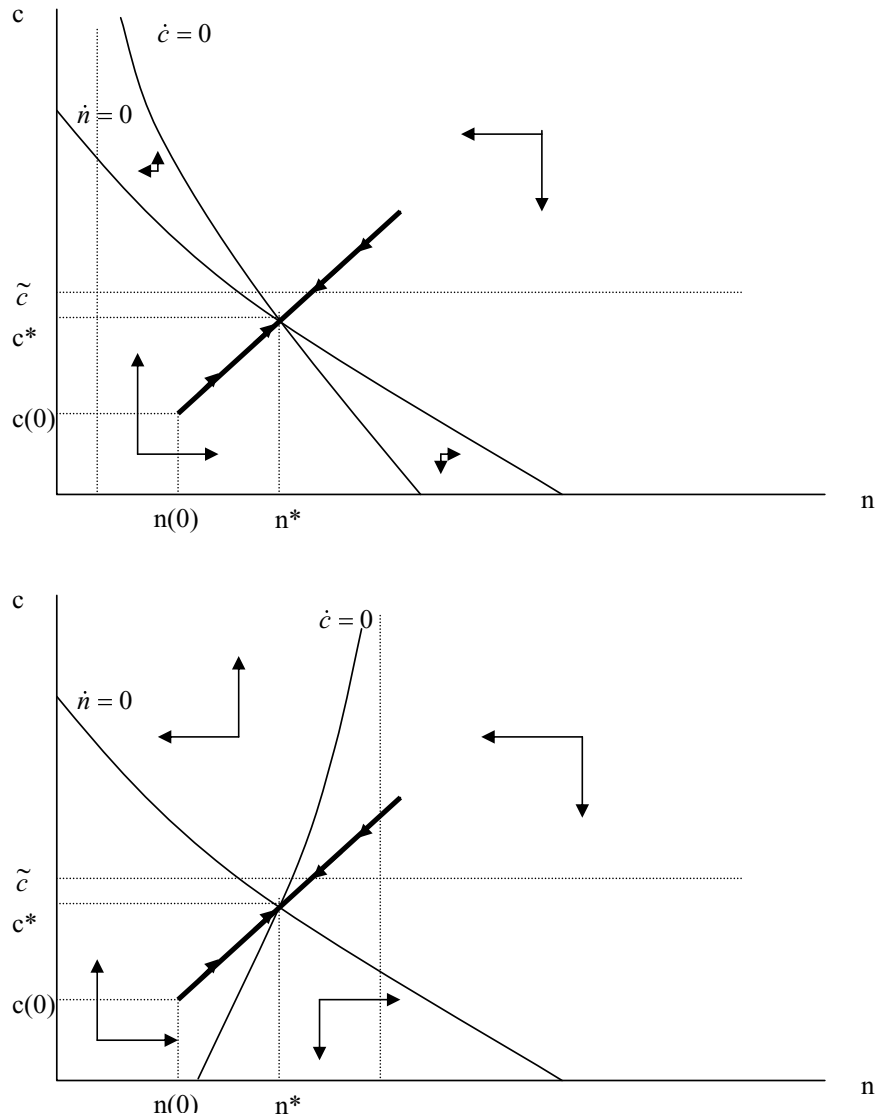 c
ċ = 0
ṅ = 0
c̃
c*
c(0)
n(0) n* n
c
ċ = 0
ṅ = 0
c̃
c*
c(0)
n(0) n* n